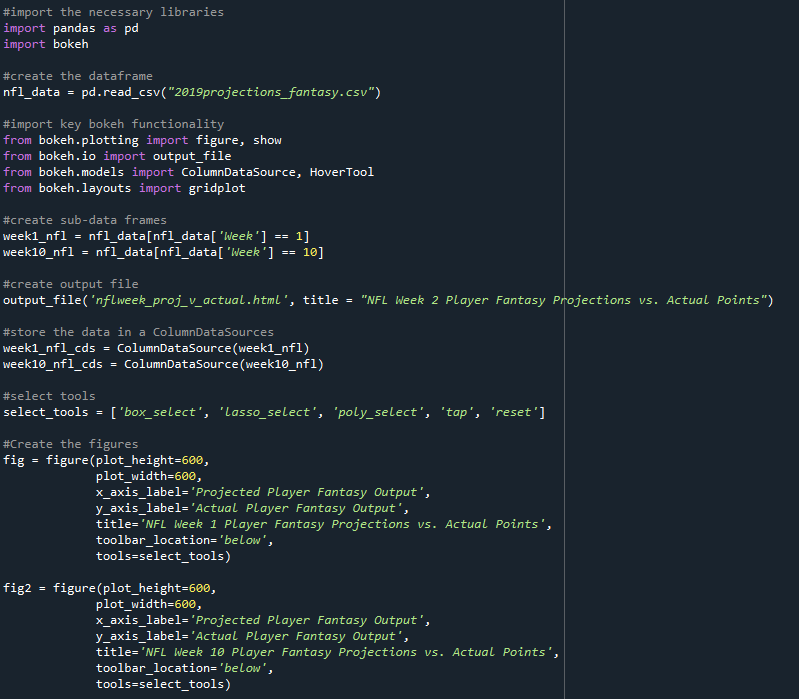 #import the necessary libraries
import pandas as pd
import bokeh
#create the dataframe
nfl_data = pd.read_csv("2019projections_fantasy.csv")
#import key bokeh functionality
from bokeh.plotting import figure, show
from bokeh.io import output_file
from bokeh.models import ColumnDataSource, HoverTool
from bokeh.layouts import gridplot
#create sub-data frames
week1_nfl = nfl_data[nfl_data['Week'] == 1]
week10_nfl = nfl_data[nfl_data['Week'] == 10]
#create output file
output_file('nflweek_proj_v_actual.html', title = "NFL Week 2 Player Fantasy Projections vs. Actual Points")
#store the data in a ColumnDataSources
week1_nfl_cds = ColumnDataSource(week1_nfl)
week10_nfl_cds = ColumnDataSource(week10_nfl)
#select tools
select_tools = ['box_select', 'lasso_select', 'poly_select', 'tap', 'reset']
#Create the figures
fig = figure(plot_height=600,
plot_width=600,
x_axis_label='Projected Player Fantasy Output',
y_axis_label='Actual Player Fantasy Output',
title='NFL Week 1 Player Fantasy Projections vs. Actual Points',
toolbar_location='below',
tools=select_tools)
fig2 = figure(plot_height=600,
plot_width=600,
x_axis_label='Projected Player Fantasy Output',
y_axis_label='Actual Player Fantasy Output',
title='NFL Week 10 Player Fantasy Projections vs. Actual Points',
toolbar_location='below',
tools=select_tools)